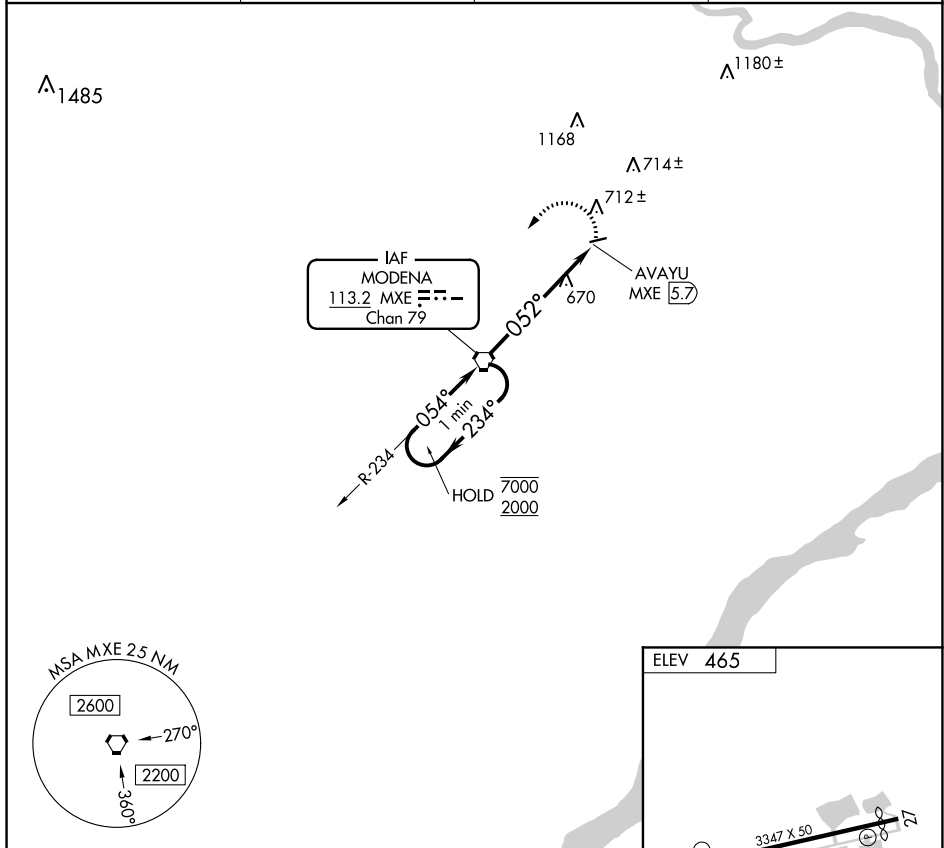 1485
1180±
1168
714±
712±
IAF
MODENA
113.2 MXE
Chan 79
AVAYU
MXE 5.7
670
052°
054°
1 min
234°
R-234
HOLD 7000
2000
MSA MXE 25 NM
2600
270°
2200
360°
ELEV 465
3347 X 50
P
27